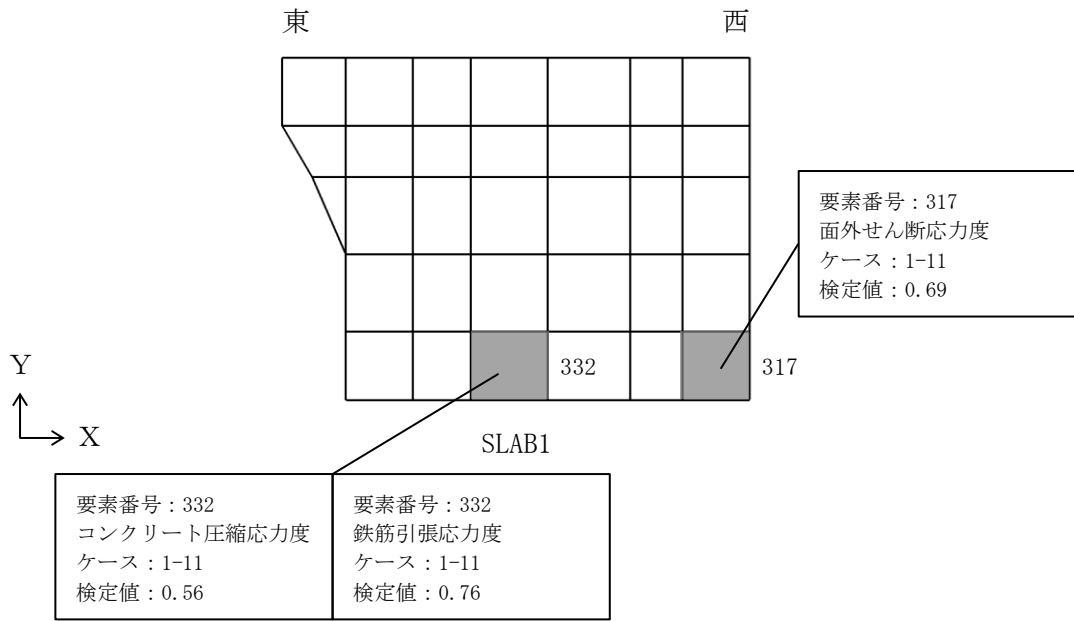 東
西
要素番号：317
面外せん断応力度
ケース：1-11
検定値：0.69
332
317
Y
X
SLAB1
要素番号：332
コンクリート圧縮応力度
ケース：1-11
検定値：0.56
要素番号：332
鉄筋引張応力度
ケース：1-11
検定値：0.76